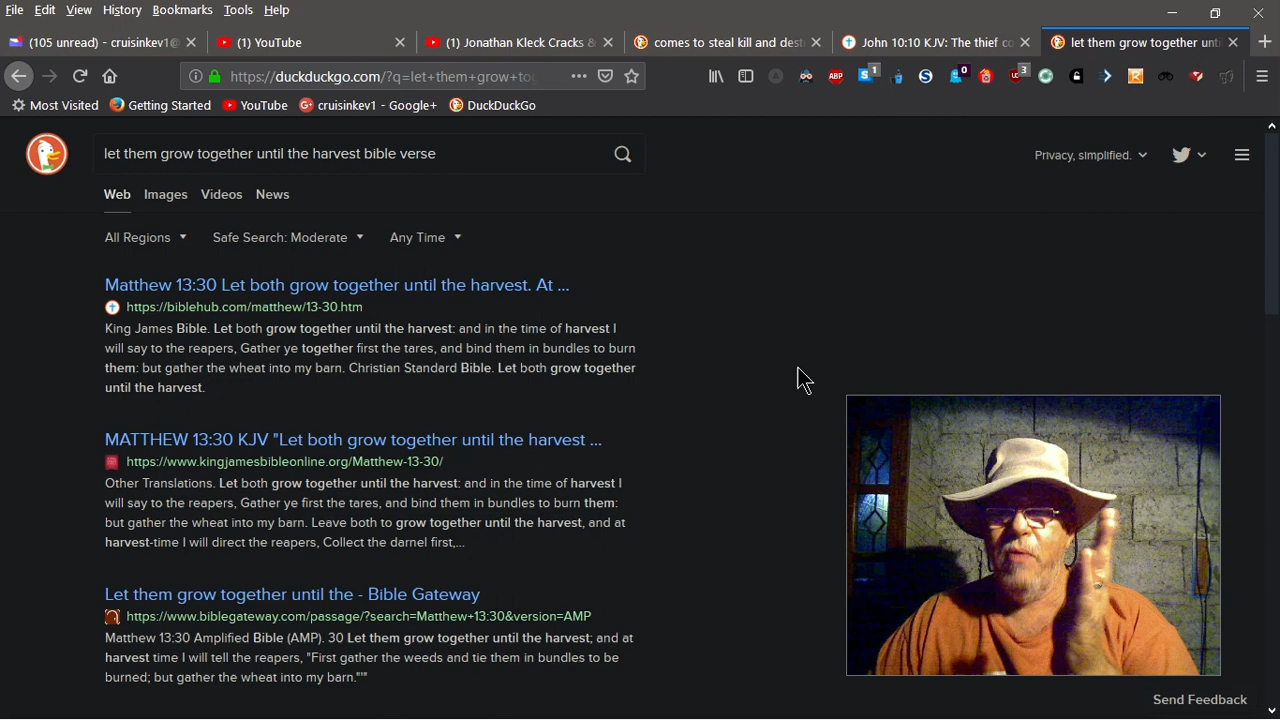 File Edit View History Bookmarks Tools Help
(105 unread) - cruisinkev1@
(1) YouTube
(1) Jonathan Kleck Cracks &
comes to steal kill and dest
John 10:10 KJV: The thief co
let them grow together unti
https://duckduckgo.com/?q=let+them+grow+to
1
0
3
Most Visited Getting Started YouTube cruisinkev1 - Google+ DuckDuckGo
let them grow together until the harvest bible verse
Privacy, simplified.
Web Images Videos News
All Regions Safe Search: Moderate Any Time
Matthew 13:30 Let both grow together until the harvest. At ...
https://biblehub.com/matthew/13-30.htm
King James Bible. Let both grow together until the harvest: and in the time of harvest I
will say to the reapers, Gather ye together first the tares, and bind them in bundles to burn
them: but gather the wheat into my barn. Christian Standard Bible. Let both grow together
until the harvest.
MATTHEW 13:30 KJV "Let both grow together until the harvest ...
https://www.kingjamesbibleonline.org/Matthew-13-30/
Other Translations. Let both grow together until the harvest: and in the time of harvest I
will say to the reapers, Gather ye first the tares, and bind them in bundles to burn them:
but gather the wheat into my barn. Leave both to grow together until the harvest, and at
harvest-time I will direct the reapers, Collect the darnel first,...
Let them grow together until the - Bible Gateway
https://www.biblegateway.com/passage/?search=Matthew+13:30&version=AMP
Matthew 13:30 Amplified Bible (AMP). 30 Let them grow together until the harvest; and at
harvest time I will tell the reapers, "First gather the weeds and tie them in bundles to be
burned; but gather the wheat into my barn."'"
Send Feedback